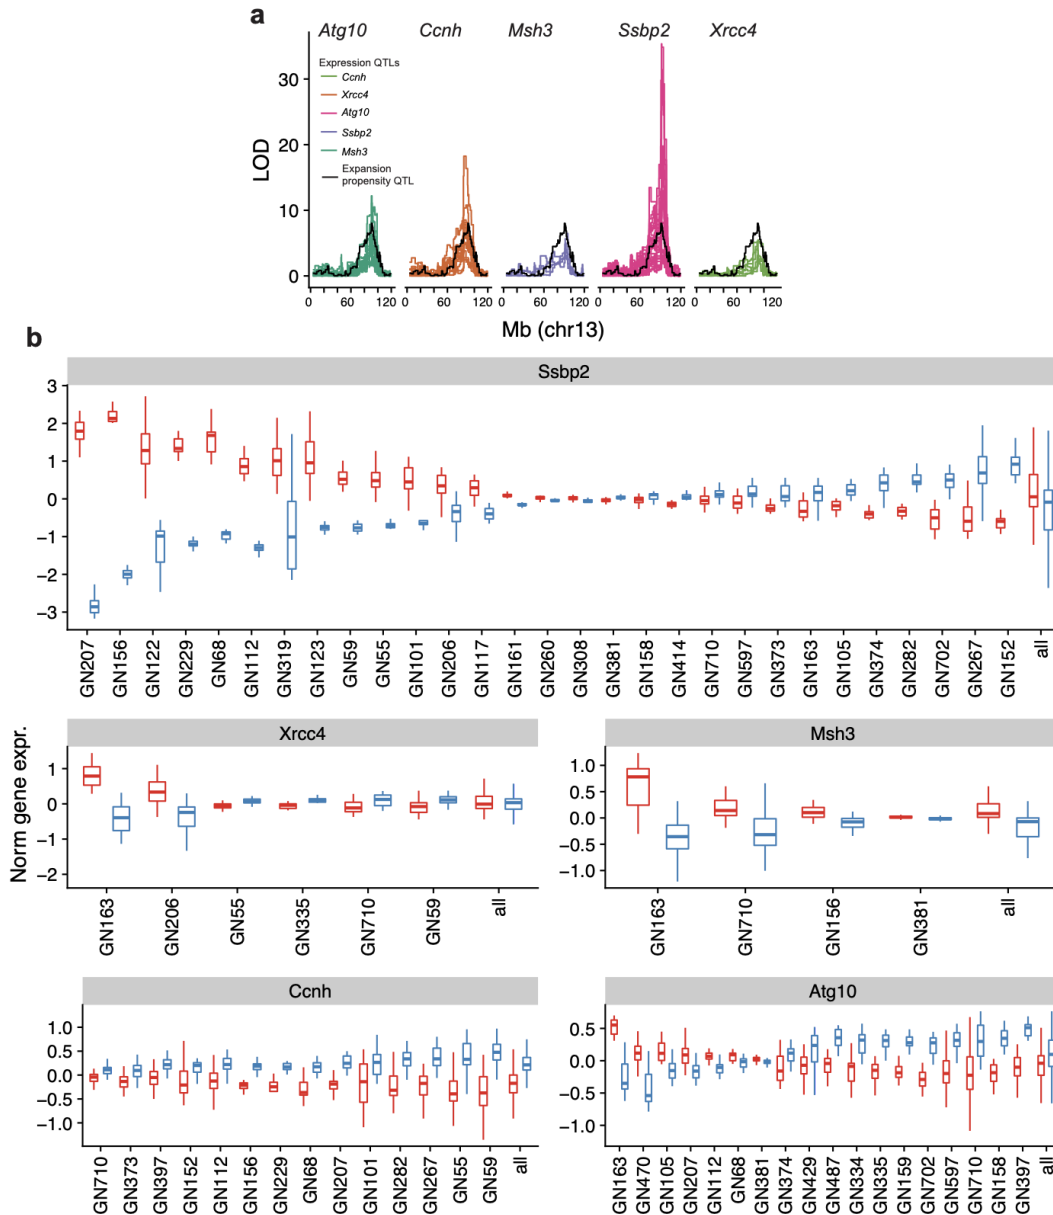 a
Atg10 Ccnh Msh3 Ssbp2 Xrcc4
Expression QTLs
Ccnh
Xrcc4
Atg10
Ssbp2
Msh3
Expansion
propensity QTL
LOD
30
20
10
0
0 60 120 0 60 120 0 60 120 0 60 120 0 60 120
Mb (chr13)
b
Ssbp2
3
2
1
0
−1
−2
−3
GN207 GN156 GN122 GN229 GN68 GN112 GN319 GN123 GN59 GN55 GN101 GN206 GN117 GN161 GN260 GN308 GN381 GN158 GN414 GN710 GN597 GN373 GN163 GN105 GN374 GN282 GN702 GN267 GN152 all
Norm gene expr.
Xrcc4
1
0
−1
−2
GN163 GN206 GN55 GN335 GN710 GN59 all
Msh3
1.0
0.5
0.0
−0.5
−1.0
GN163 GN710 GN156 GN381 all
Ccnh
1.0
0.5
0.0
−0.5
−1.0
GN710 GN373 GN397 GN152 GN112 GN156 GN229 GN68 GN207 GN101 GN282 GN267 GN55 GN59 all
Atg10
0.5
0.0
−0.5
−1.0
GN163 GN470 GN105 GN207 GN112 GN68 GN381 GN374 GN429 GN487 GN334 GN335 GN159 GN702 GN597 GN710 GN158 GN397 all